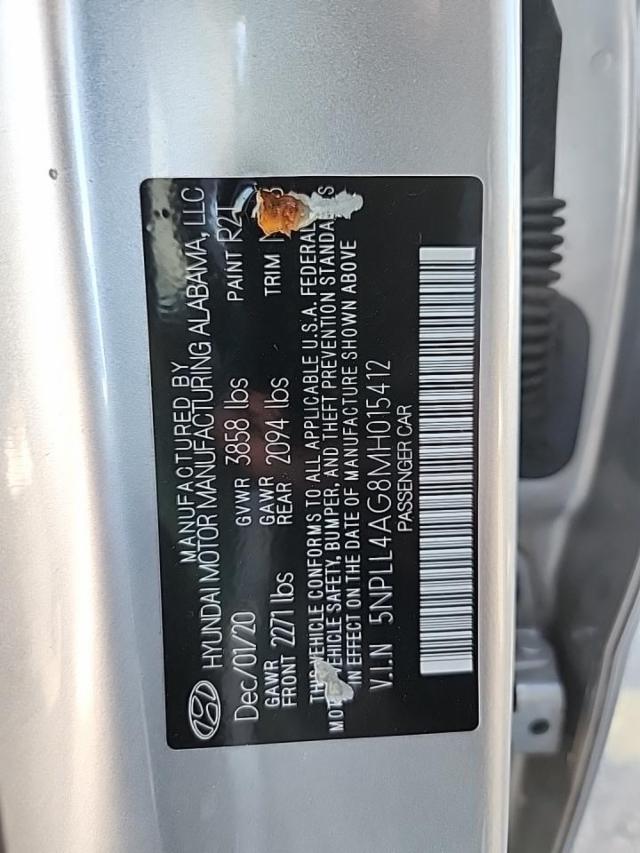 MANUFACTURED BY
HYUNDAI MOTOR MANUFACTURING ALABAMA, LLC
Dec/01/20 GVWR 3858 lbs PAINT
GAWR FRONT 2271 lbs GAWR REAR 2094 lbs TRIM
THIS VEHICLE CONFORMS TO ALL APPLICABLE U.S.A. FEDERAL
VEHICLE SAFETY, BUMPER, AND THEFT PREVENTION STANDARDS
IN EFFECT ON THE DATE OF MANUFACTURE SHOWN ABOVE
V.I.N 5NPLL4AG8MH015412
PASSENGER CAR